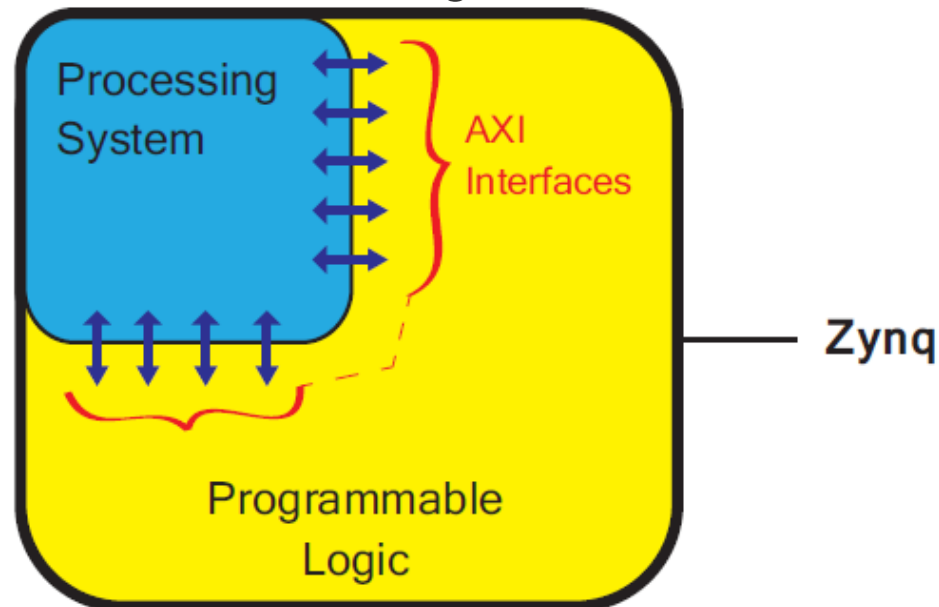 Processing
System
AXI
Interfaces
Zynq
Programmable
Logic